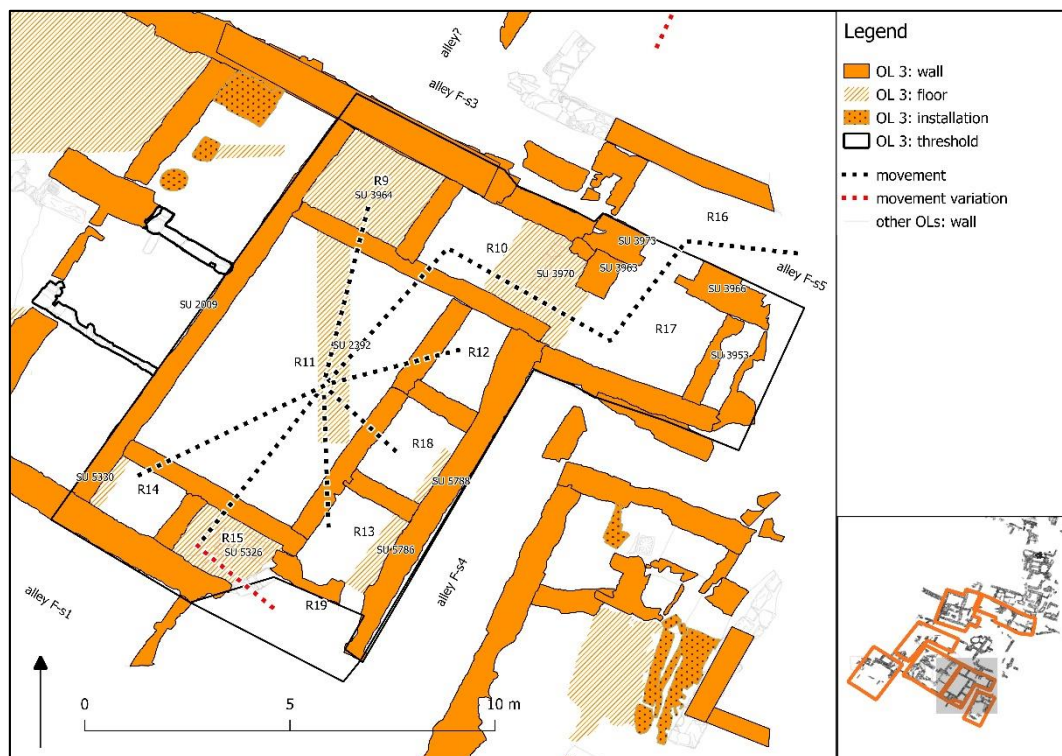 alley?
alley F-s3
R9
SU 3964
R10
SU 3970
SU 3973
SU 3963
R16
alley F-s5
SU 3966
R17
SU 3953
SU 2009
R11
SU 2392
R12
R18
SU 5788
SU 5330
R14
R15
SU 5326
R13
SU 5786
R19
alley F-s4
alley F-s1
0 5 10 m
Legend
OL 3: wall
OL 3: floor
OL 3: installation
OL 3: threshold
movement
movement variation
other OLs: wall